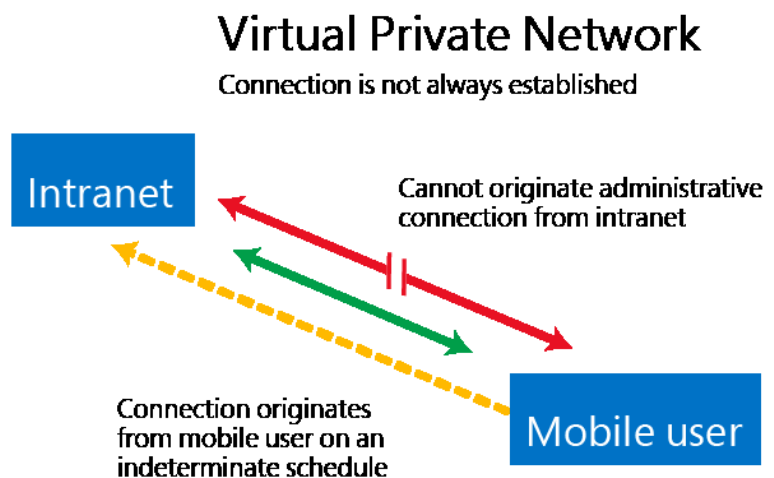 Virtual Private Network
Connection is not always established
Intranet
Cannot originate administrative
connection from intranet
Connection originates
from mobile user on an
indeterminate schedule
Mobile user